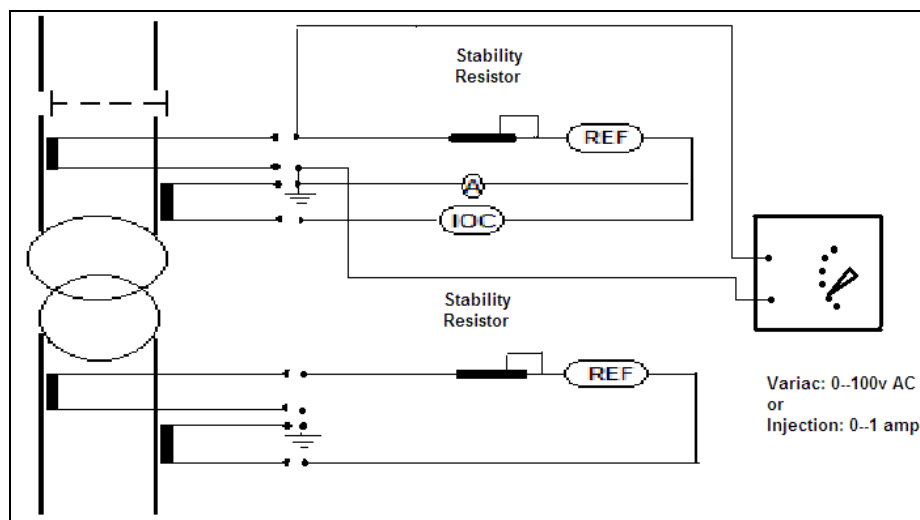 Stability
Resistor
REF
A
IOC
Stability
Resistor
REF
Variac: 0--100v AC
or
Injection: 0--1 amp